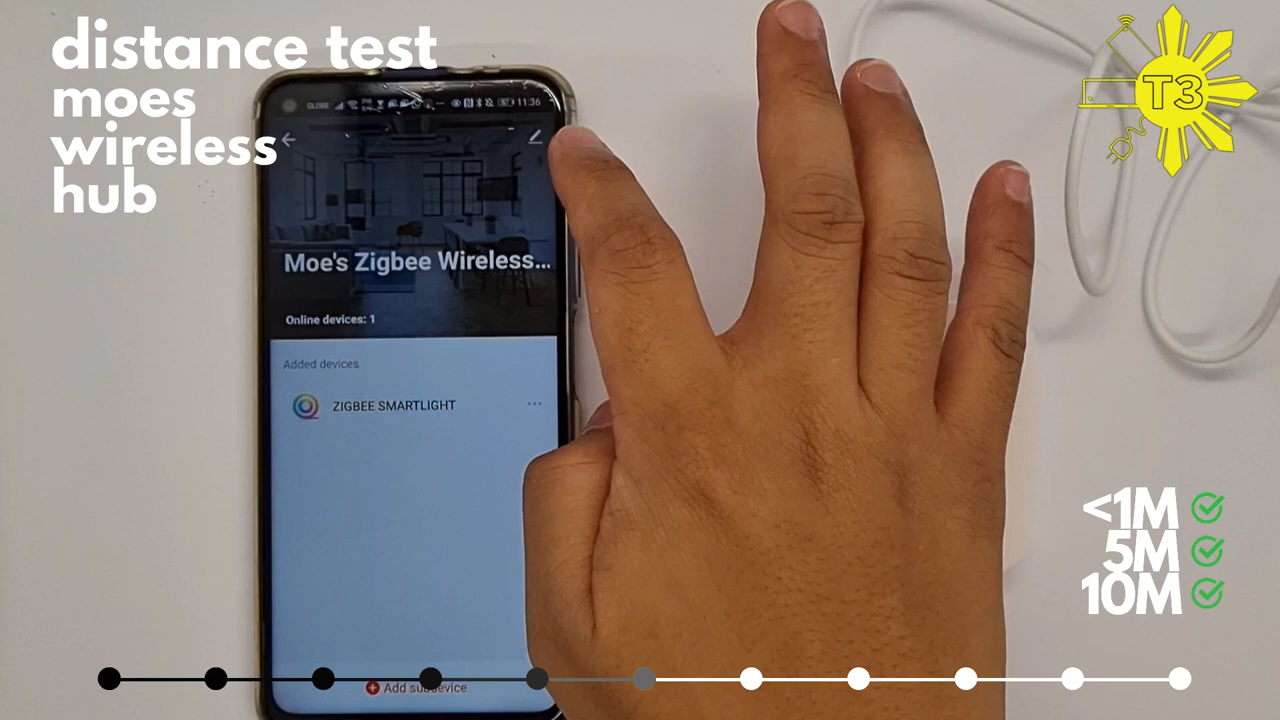 distance test
moes
wireless
hub
T3
GLOBE
11:36
Moe's Zigbee Wireless...
Online devices: 1
Added devices
ZIGBEE SMARTLIGHT
Add subdevice
<1M
5M
10M